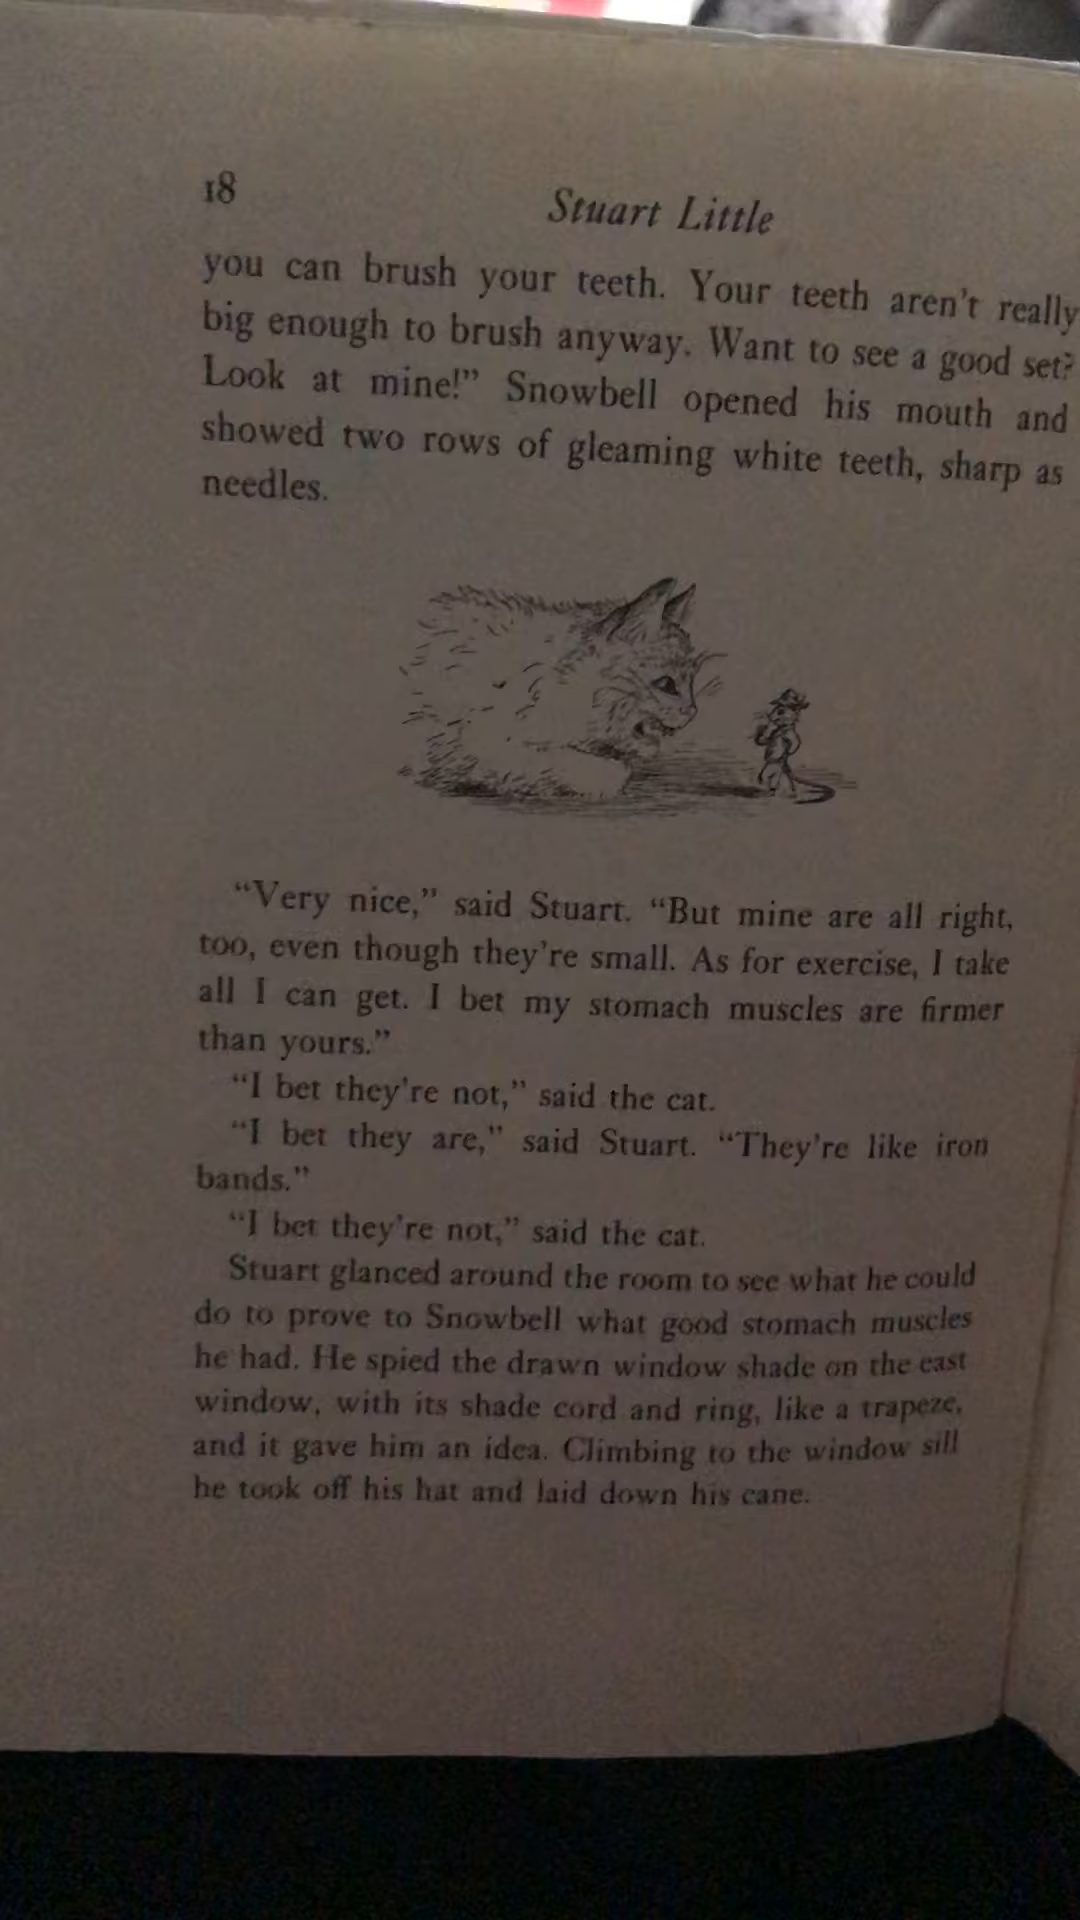 18
Stuart Little
you can brush your teeth. Your teeth aren't really
big enough to brush anyway. Want to see a good set?
Look at mine!” Snowbell opened his mouth and
showed two rows of gleaming white teeth, sharp as
needles.
“Very nice,” said Stuart. “But mine are all right,
too, even though they're small. As for exercise, I take
all I can get. I bet my stomach muscles are firmer
than yours.”
“I bet they're not,” said the cat.
“I bet they are,” said Stuart. “They're like iron
bands.”
“I bet they're not,” said the cat.
Stuart glanced around the room to see what he could
do to prove to Snowbell what good stomach muscles
he had. He spied the drawn window shade on the east
window, with its shade cord and ring, like a trapeze,
and it gave him an idea. Climbing to the window sill
he took off his hat and laid down his cane.